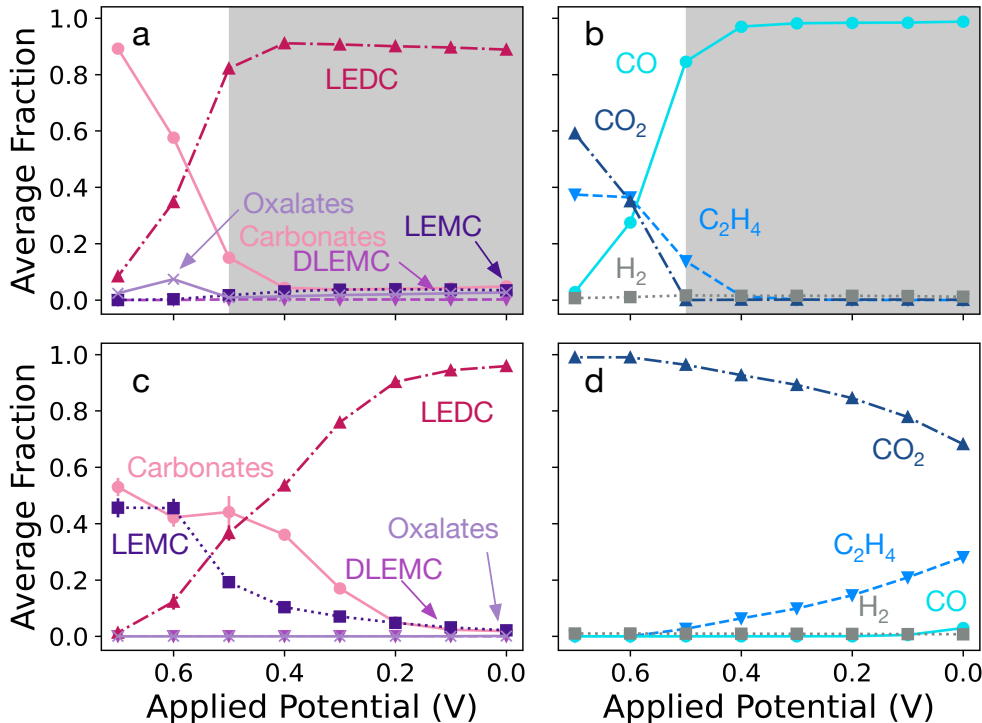 a
b
1.0
0.8
0.6
0.4
0.2
0.0
Average Fraction
LEDC
Oxalates
Carbonates
LEMC
DLEMC
CO
CO₂
C₂H₄
H₂
c
d
1.0
0.8
0.6
0.4
0.2
0.0
Average Fraction
LEDC
Carbonates
LEMC
Oxalates
DLEMC
CO₂
C₂H₄
H₂
CO
0.6
0.4
0.2
0.0
0.6
0.4
0.2
0.0
Applied Potential (V)
Applied Potential (V)